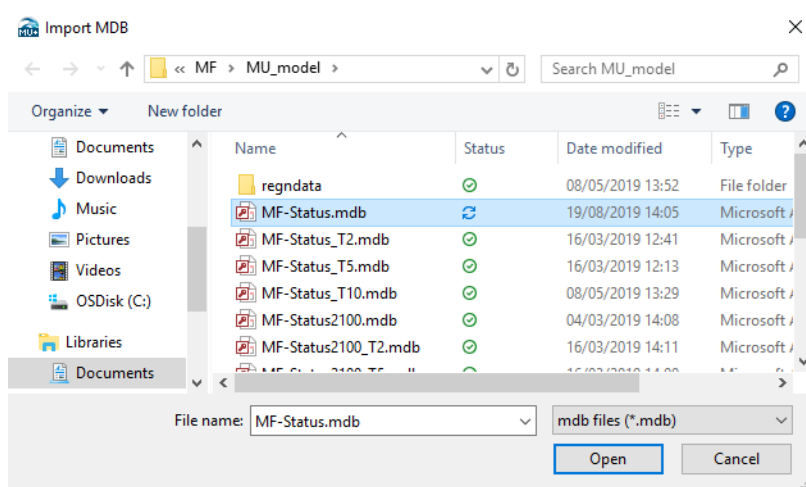 Import MDB
« MF › MU_model ›
Search MU_model
Organize
New folder
Name Status Date modified Type
Documents
Downloads
Music
Pictures
Videos
OSDisk (C:)
Libraries
Documents
regndata 08/05/2019 13:52 File folder
MF-Status.mdb 19/08/2019 14:05 Microsoft
MF-Status_T2.mdb 16/03/2019 12:41 Microsoft
MF-Status_T5.mdb 16/03/2019 12:13 Microsoft
MF-Status_T10.mdb 08/05/2019 13:29 Microsoft
MF-Status2100.mdb 04/03/2019 14:08 Microsoft
MF-Status2100_T2.mdb 16/03/2019 14:11 Microsoft
File name: MF-Status.mdb
mdb files (*.mdb)
Open
Cancel